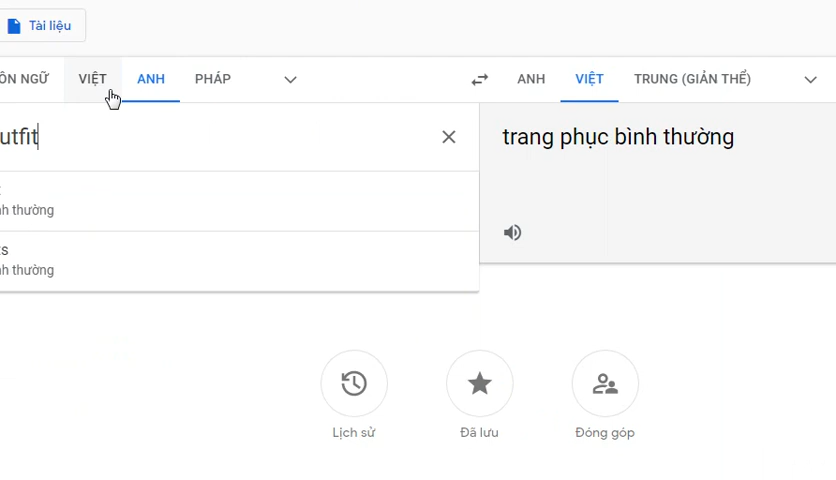 Tài liệu
ÔN NGỮ VIỆT ANH PHÁP
ANH VIỆT TRUNG (GIẢN THỂ)
utfit
trang phục bình thường
nh thường
ts
nh thường
Lịch sử
Đã lưu
Đóng góp